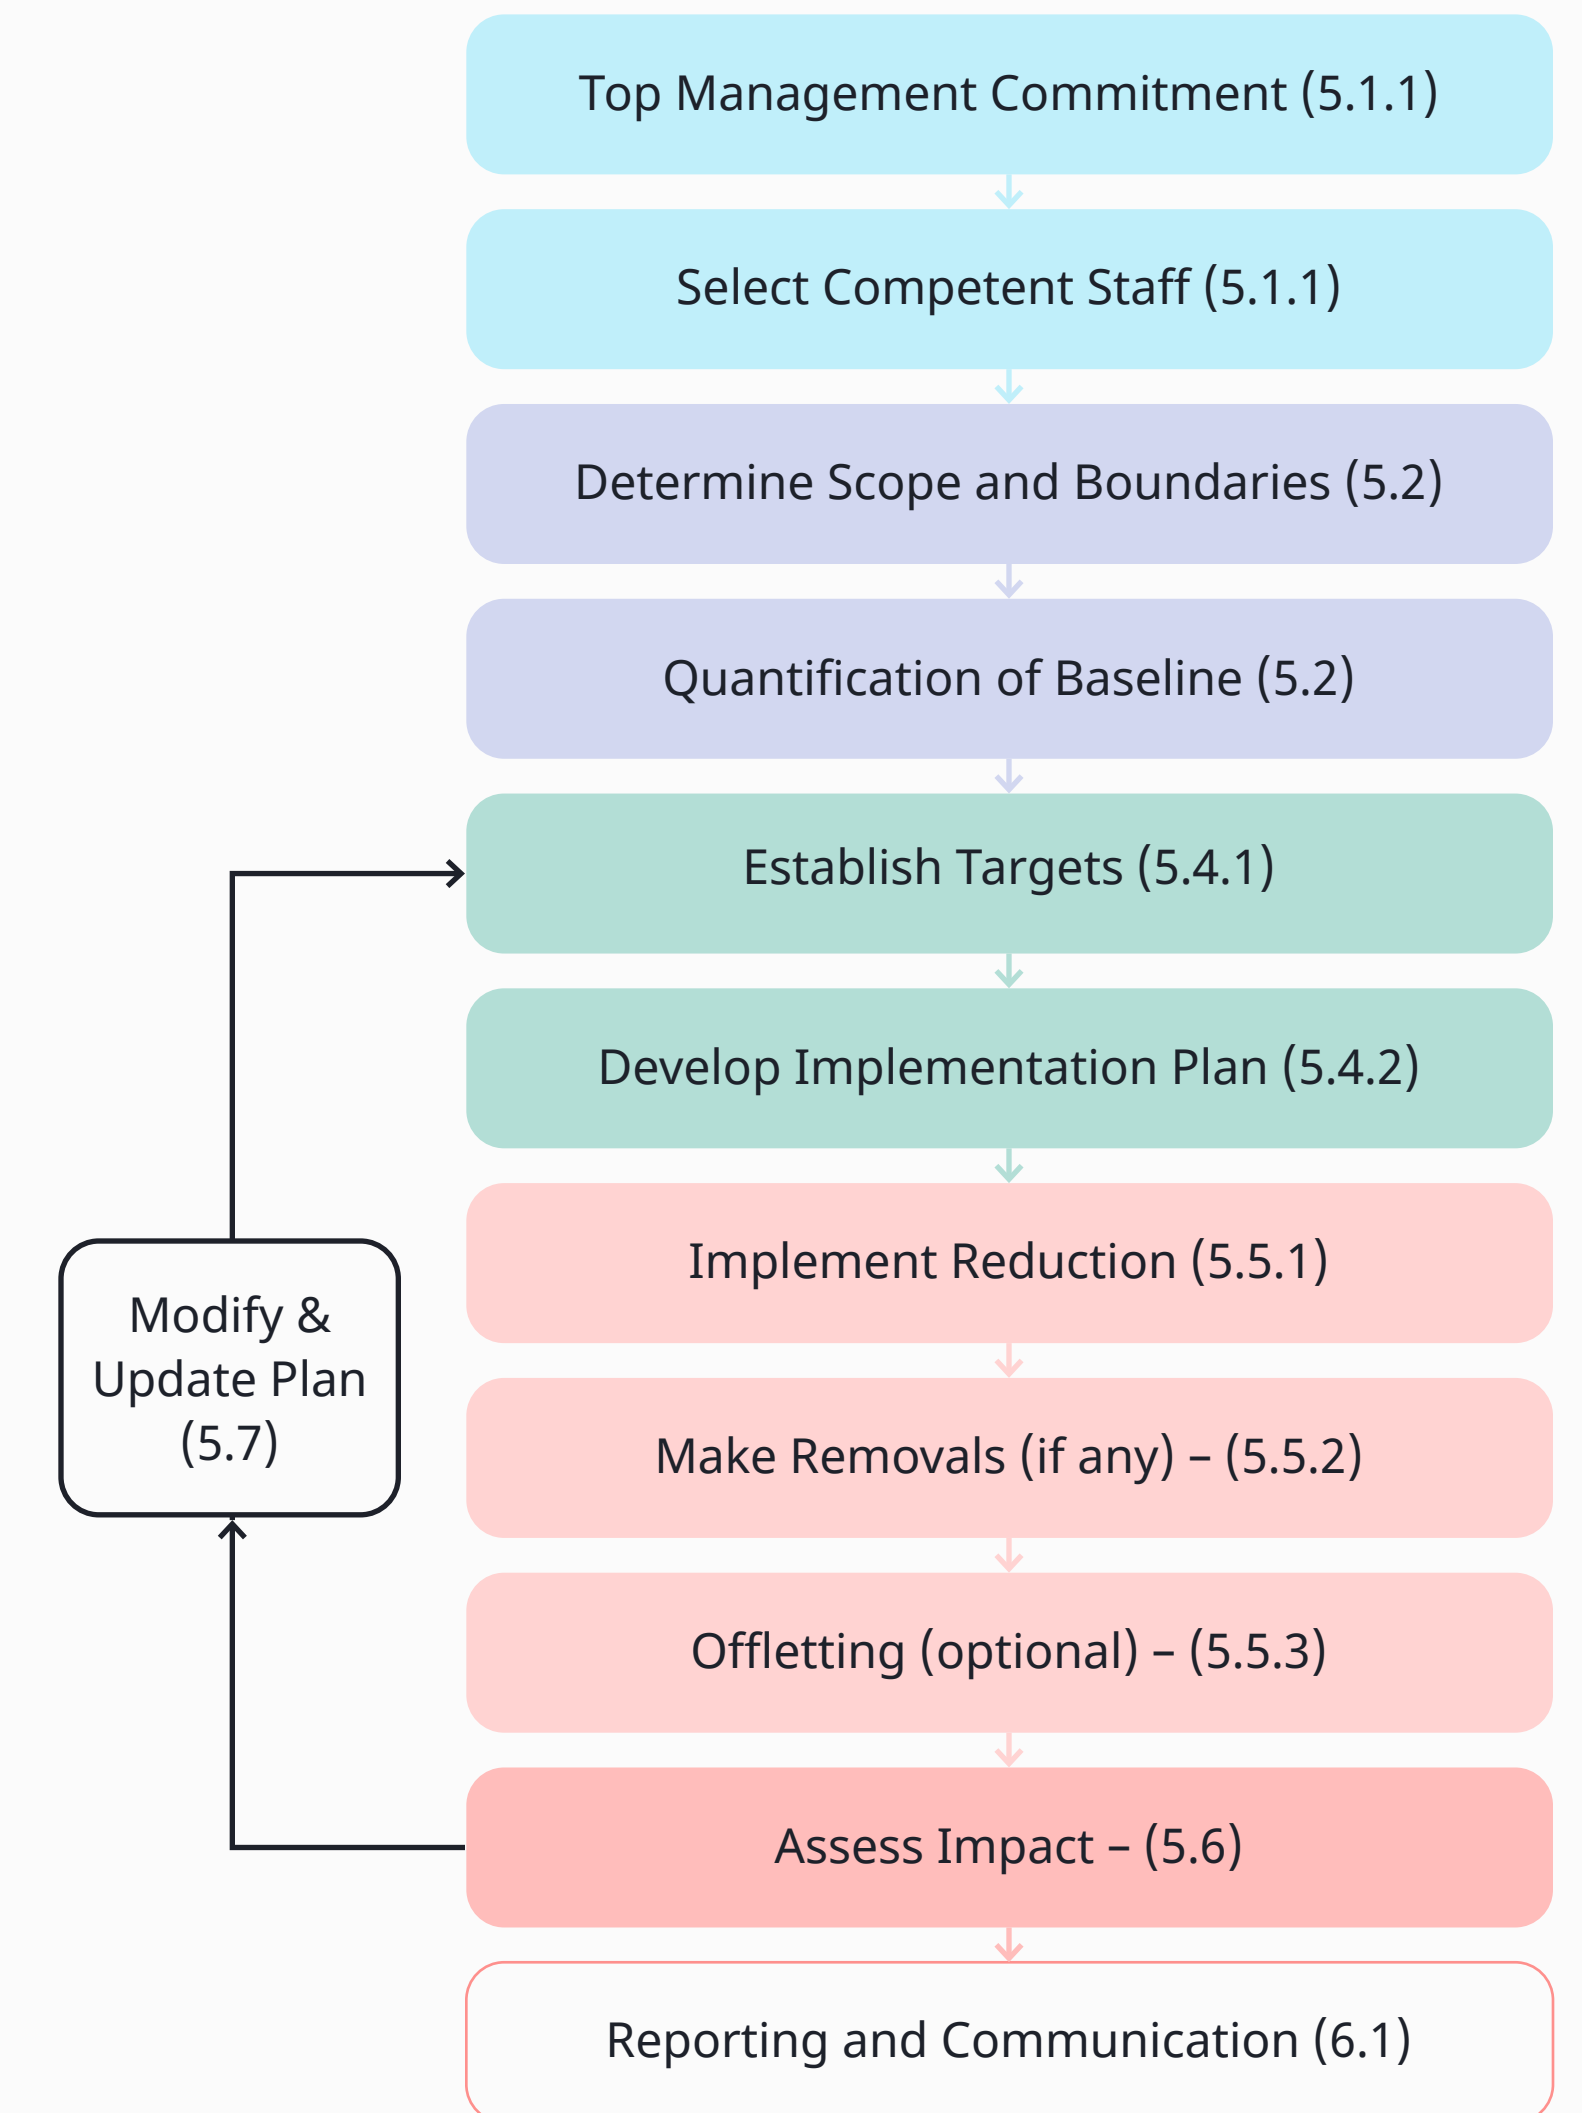 Top Management Commitment (5.1.1)
Select Competent Staff (5.1.1)
Determine Scope and Boundaries (5.2)
Quantification of Baseline (5.2)
Establish Targets (5.4.1)
Develop Implementation Plan (5.4.2)
Implement Reduction (5.5.1)
Modify &
Update Plan
(5.7)
Make Removals (if any) – (5.5.2)
Offletting (optional) – (5.5.3)
Assess Impact – (5.6)
Reporting and Communication (6.1)